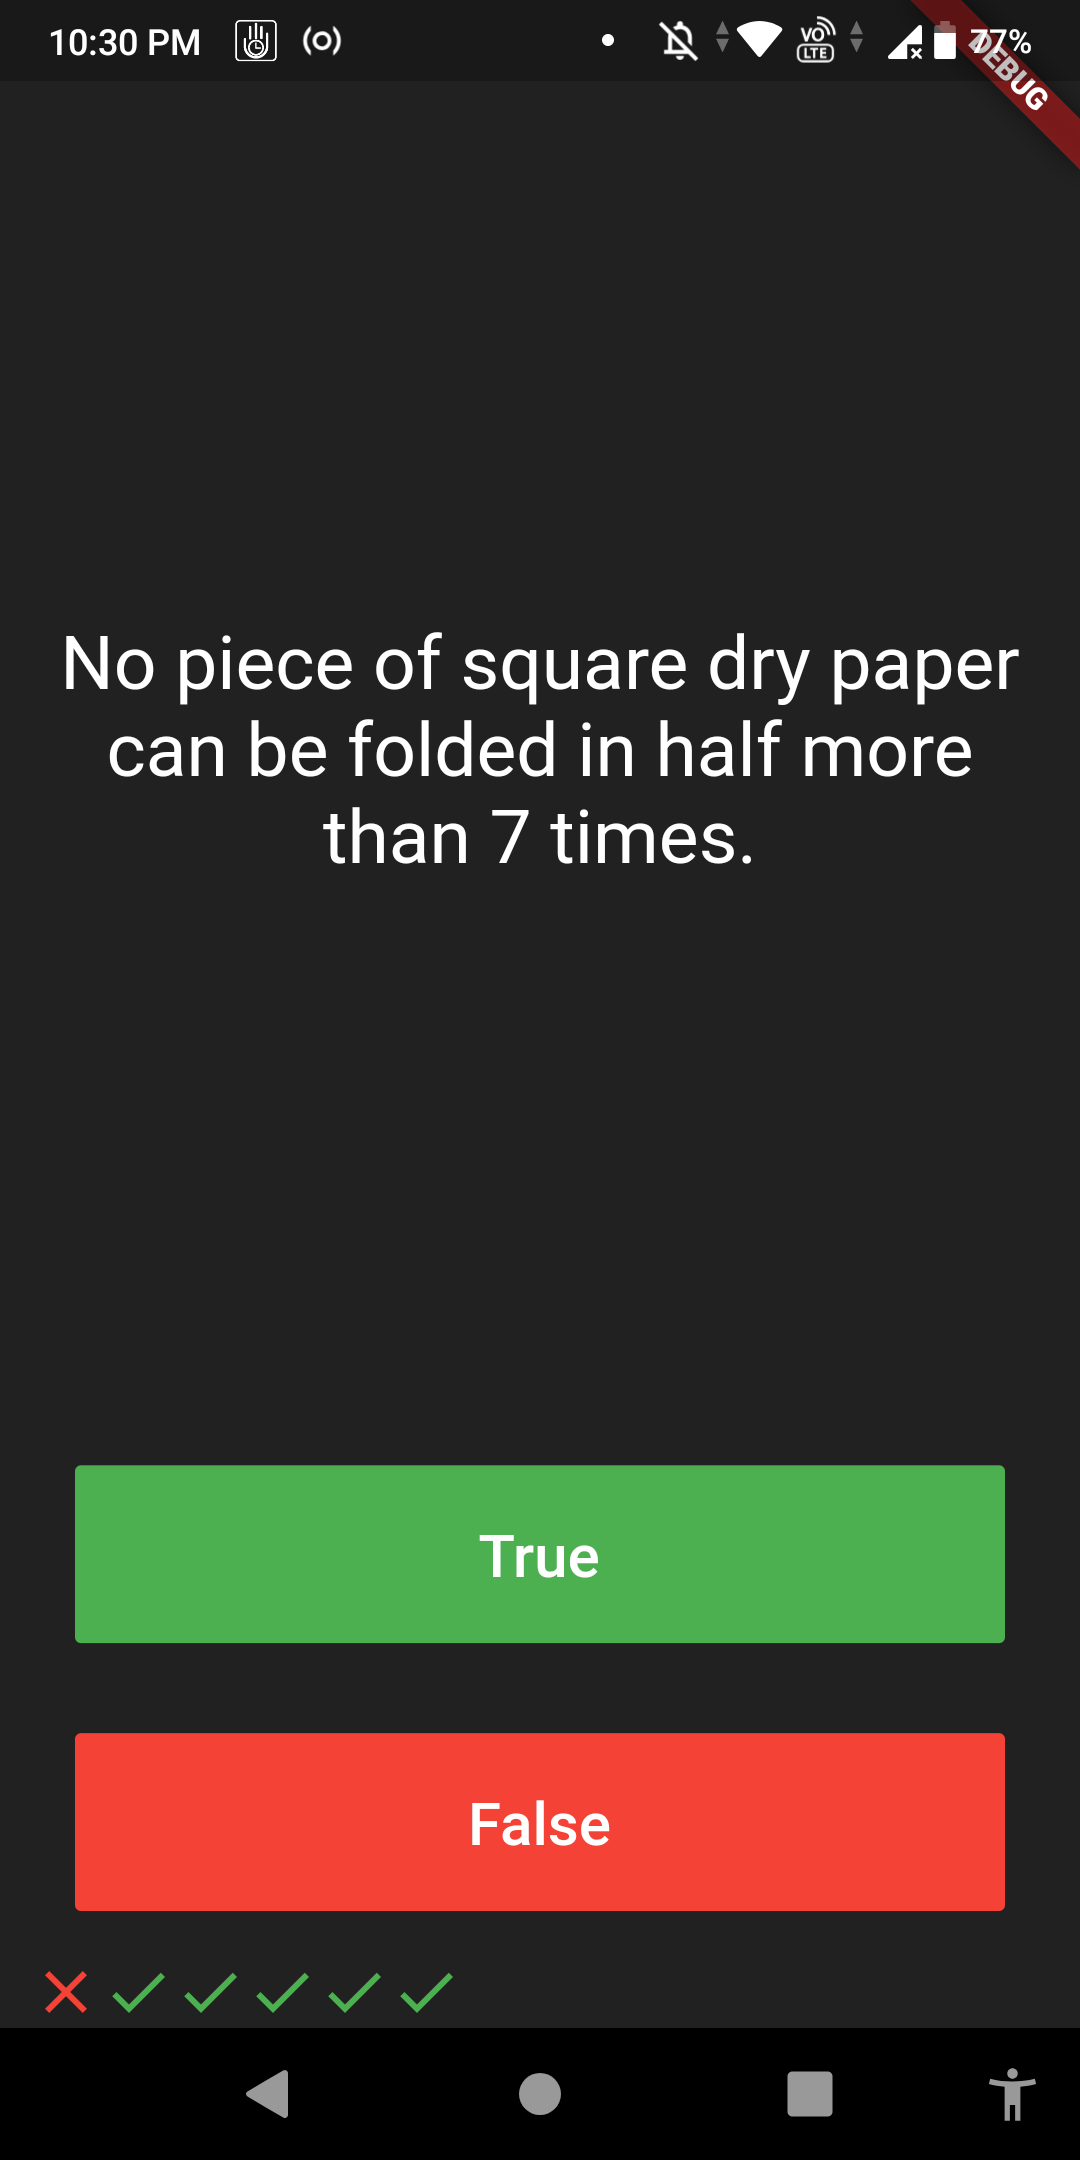 10:30 PM
VO LTE
77%
DEBUG
No piece of square dry paper
can be folded in half more
than 7 times.
True
False